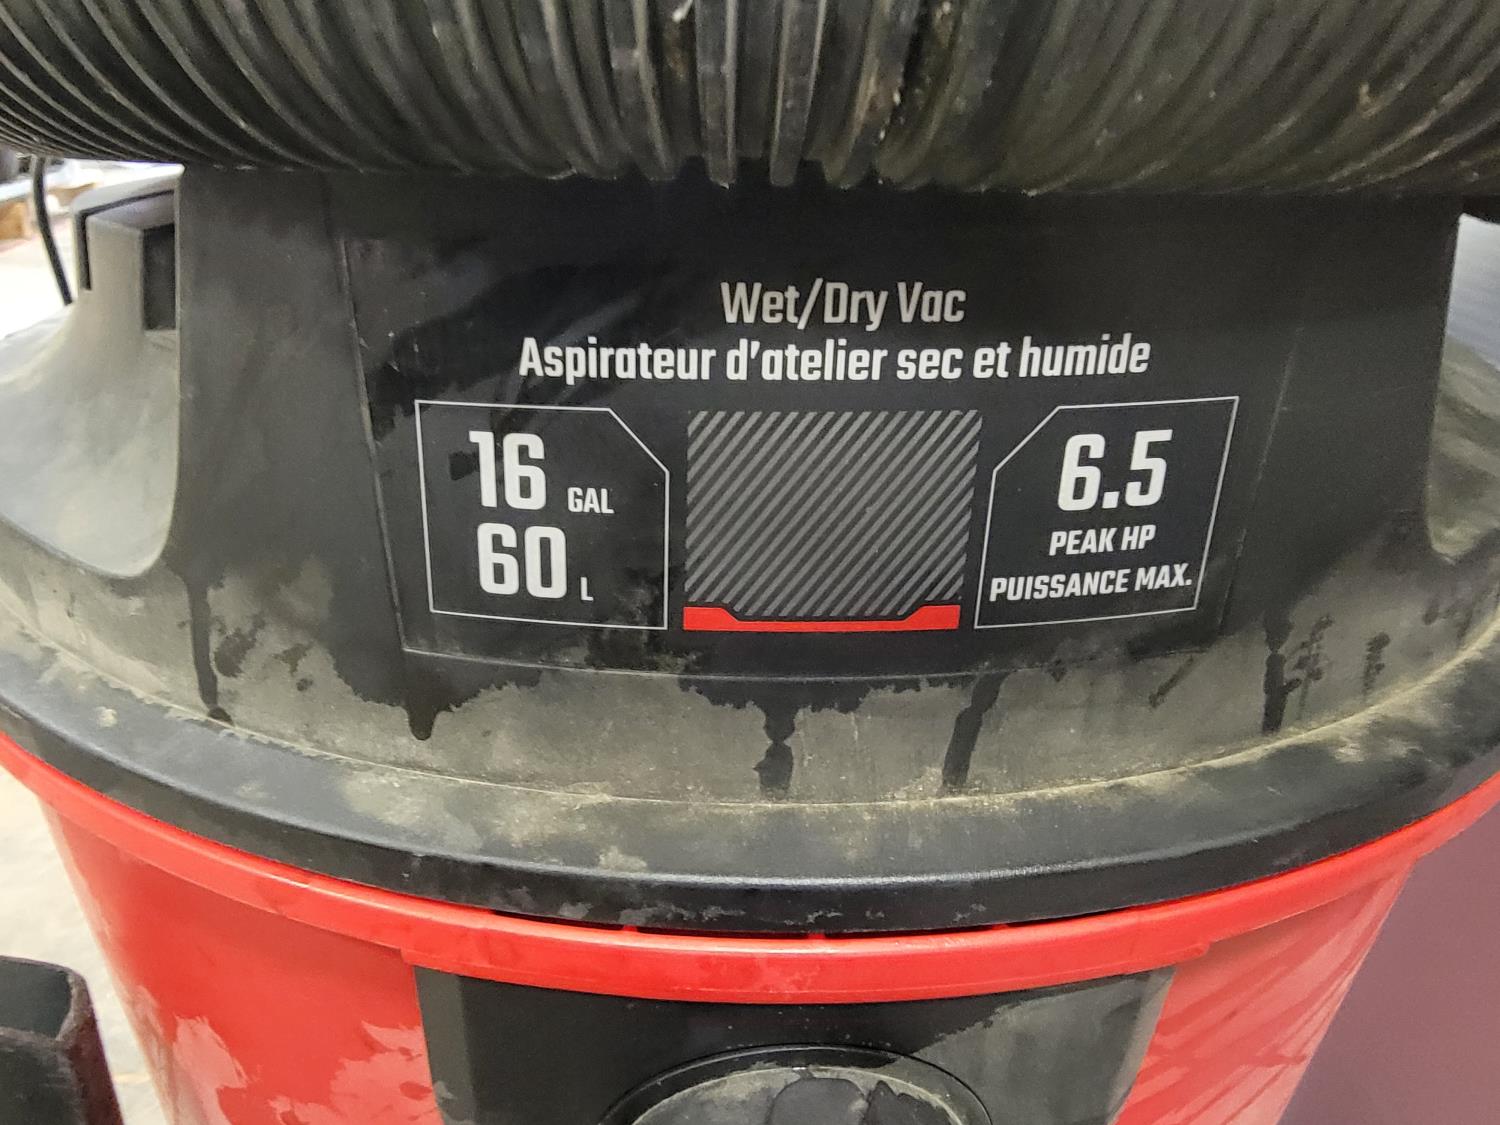 Wet/Dry Vac
Aspirateur d'atelier sec et humide
16 GAL
60 L
6.5
PEAK HP
PUISSANCE MAX.